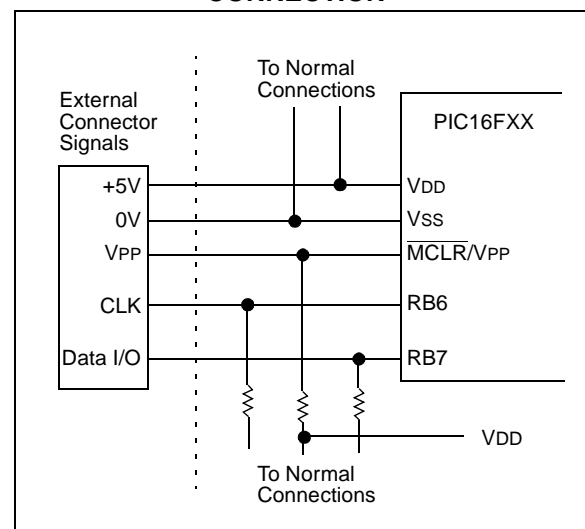 CONNECTION
To Normal
Connections
External
Connector
Signals
PIC16FXX
+5V
VDD
0V
VSS
VPP
MCLR/VPP
CLK
RB6
Data I/O
RB7
VDD
To Normal
Connections